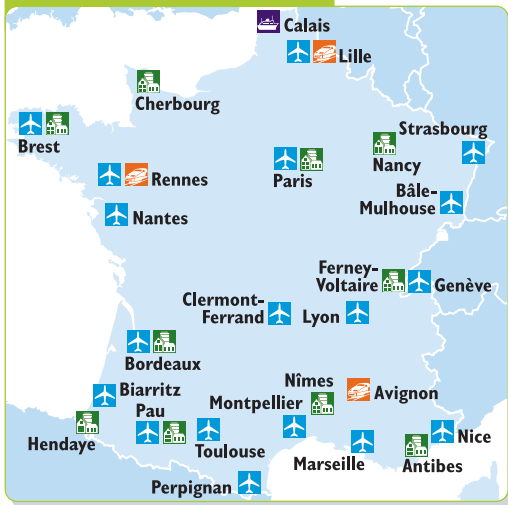 Calais
Lille
Cherbourg
Strasbourg
Brest
Nancy
Paris
Rennes
Bâle-
Mulhouse
Nantes
Ferney-
Voltaire
Genève
Clermont-
Ferrand
Lyon
Bordeaux
Biarritz
Nîmes
Avignon
Pau
Montpellier
Hendaye
Toulouse
Nice
Marseille
Antibes
Perpignan